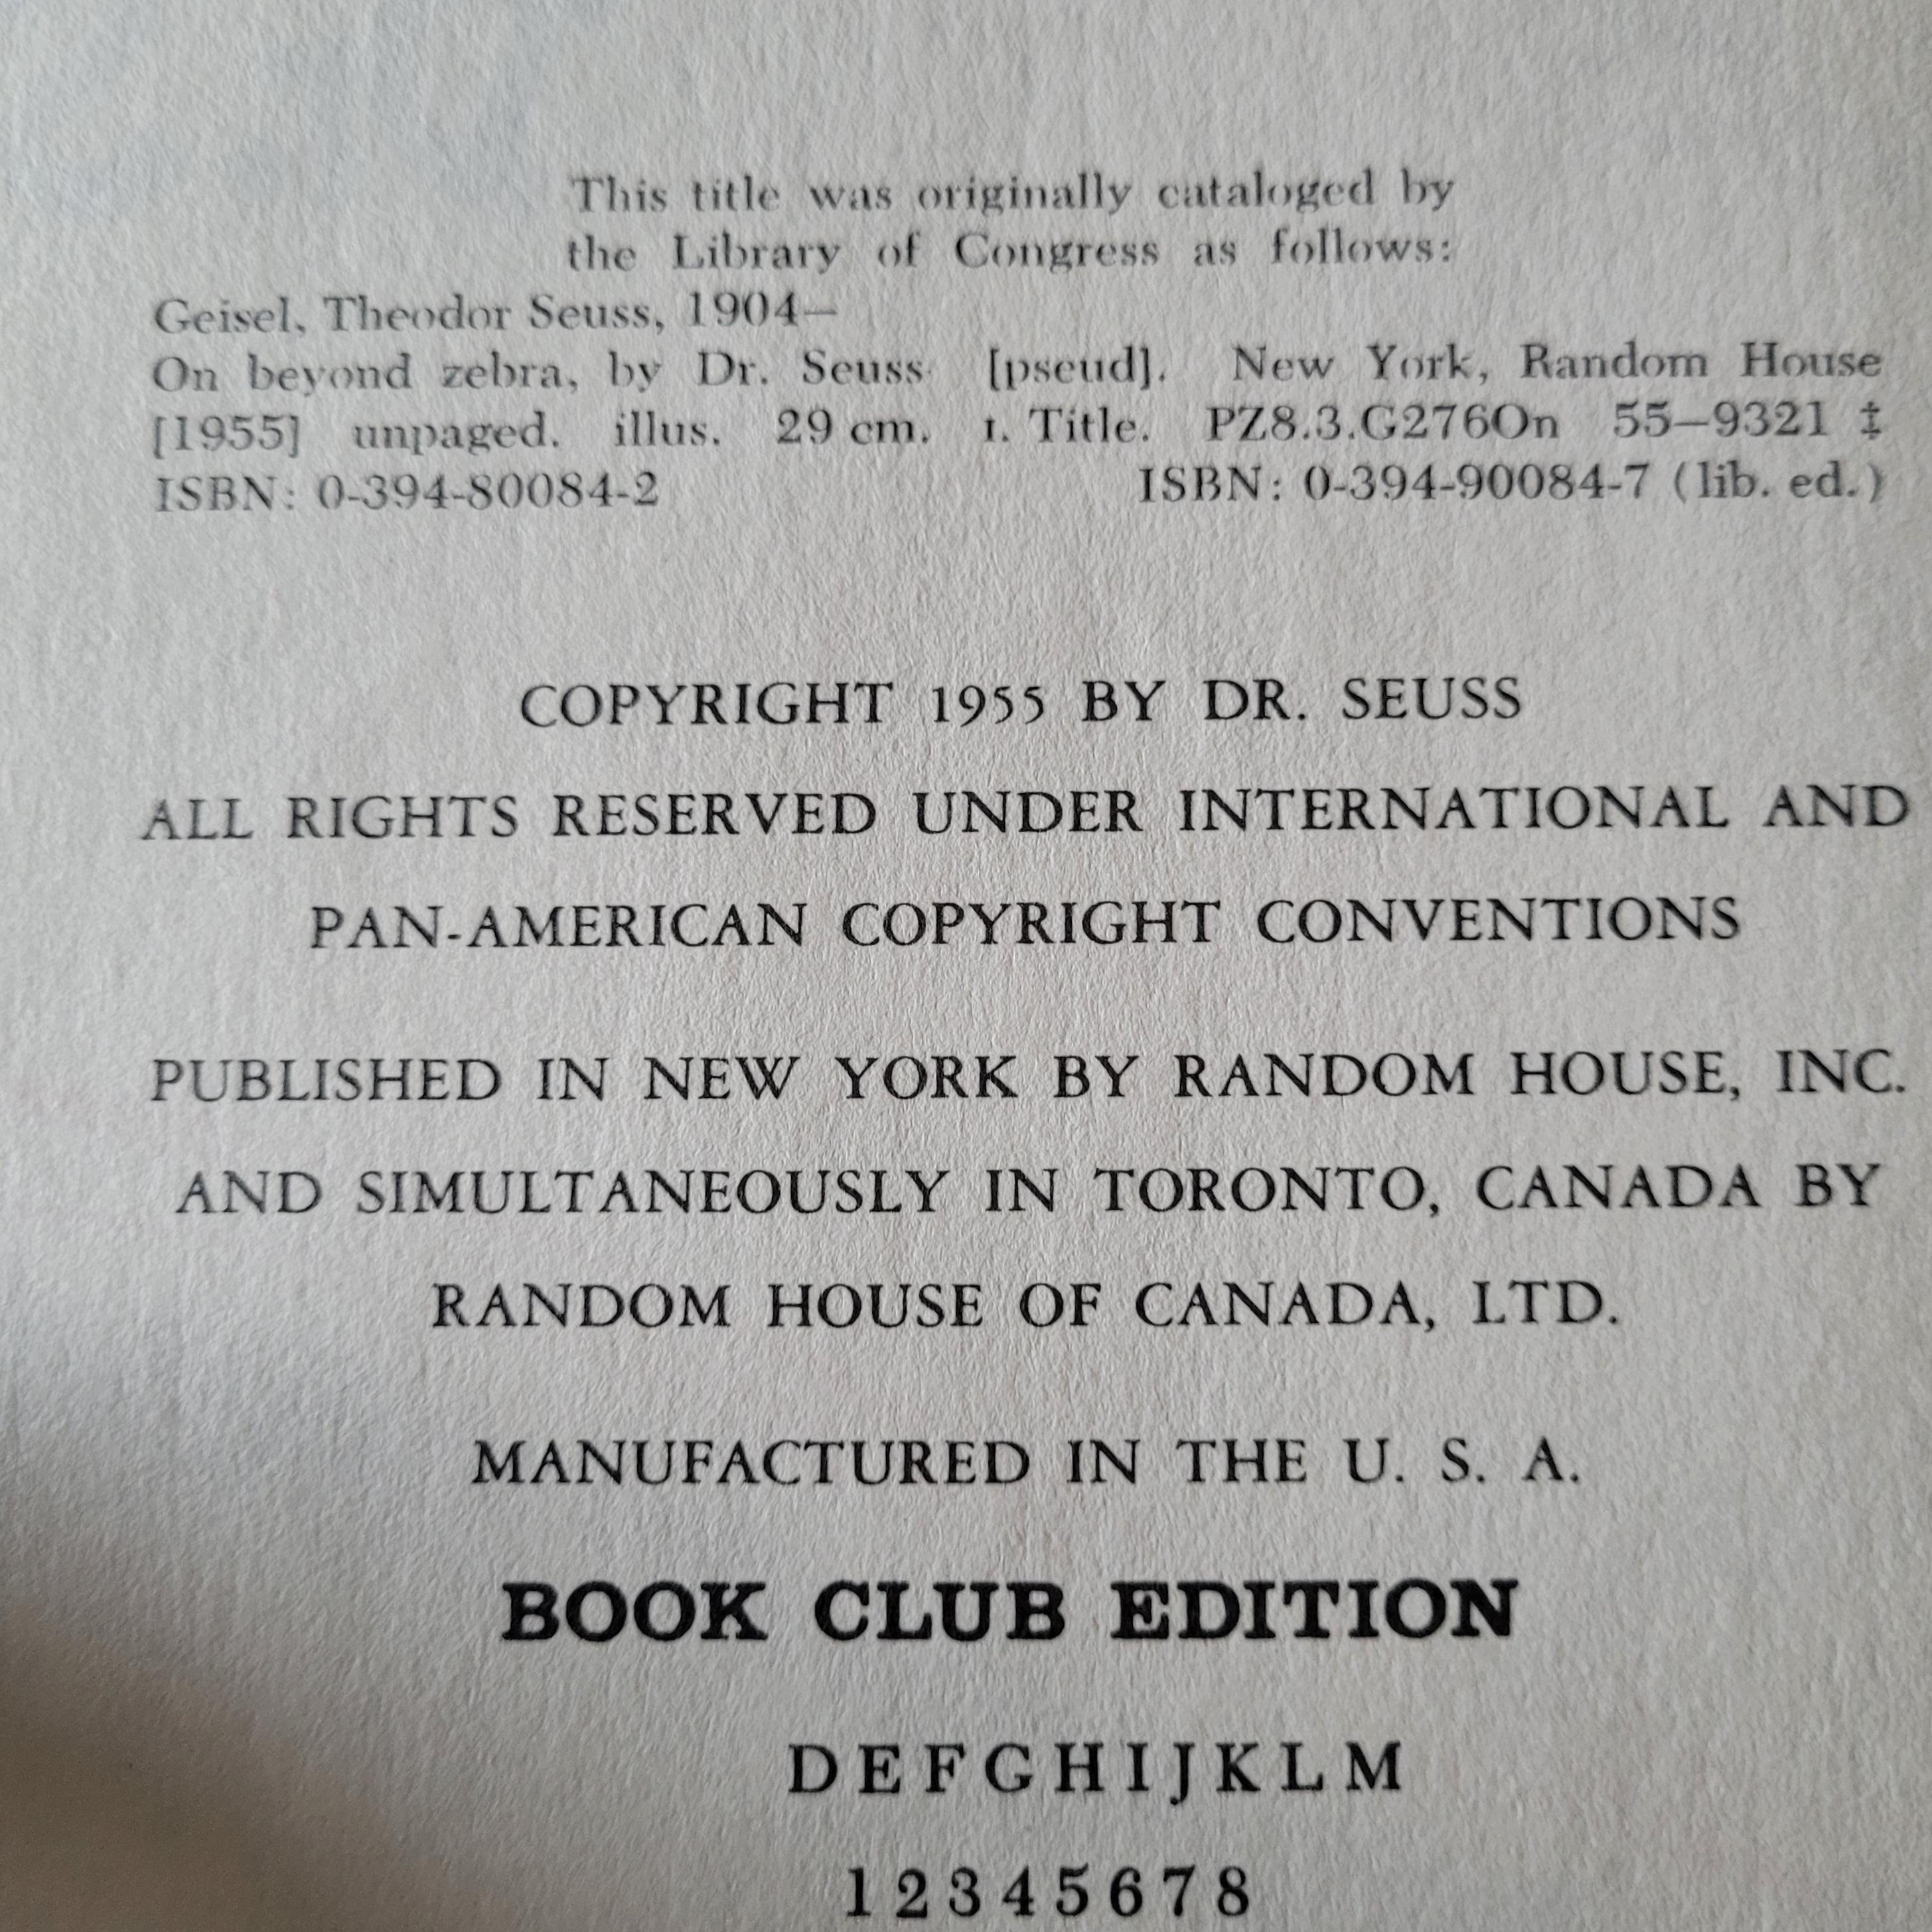 This title was originally cataloged by
the Library of Congress as follows:
Geisel, Theodor Seuss, 1904—
On beyond zebra, by Dr. Seuss [pseud]. New York, Random House
[1955] unpaged. illus. 29 cm. 1. Title. PZ8.3.G276On 55—9321 ‡
ISBN: 0-394-80084-2 ISBN: 0-394-90084-7 (lib. ed.)
COPYRIGHT 1955 BY DR. SEUSS
ALL RIGHTS RESERVED UNDER INTERNATIONAL AND
PAN-AMERICAN COPYRIGHT CONVENTIONS
PUBLISHED IN NEW YORK BY RANDOM HOUSE, INC.
AND SIMULTANEOUSLY IN TORONTO, CANADA BY
RANDOM HOUSE OF CANADA, LTD.
MANUFACTURED IN THE U. S. A.
BOOK CLUB EDITION
D E F G H I J K L M
1 2 3 4 5 6 7 8